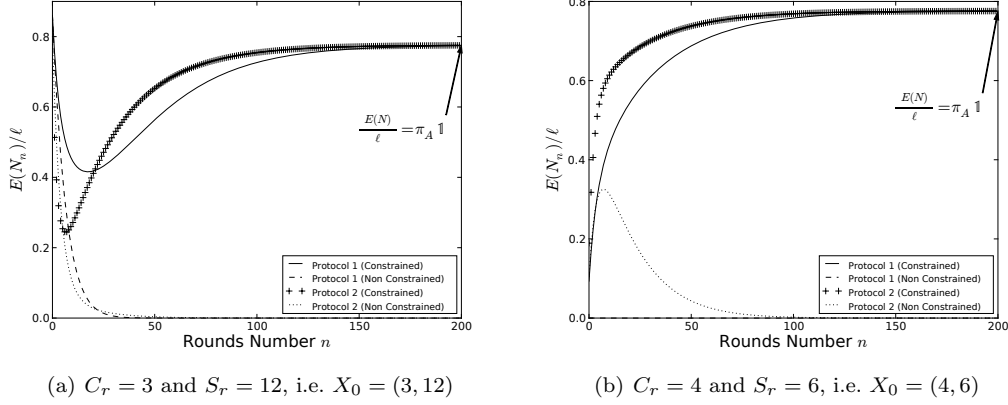 0.8
0.6
0.4
0.2
0.0
E(N_n)/ℓ
0 50 100 150 200
Rounds Number n
E(N)/ℓ = π_A 𝟙
Protocol 1 (Constrained)
Protocol 1 (Non Constrained)
Protocol 2 (Constrained)
Protocol 2 (Non Constrained)
(a) C_r = 3 and S_r = 12, i.e. X_0 = (3, 12)
0.8
0.6
0.4
0.2
0.0
E(N_n)/ℓ
0 50 100 150 200
Rounds Number n
E(N)/ℓ = π_A 𝟙
Protocol 1 (Constrained)
Protocol 1 (Non Constrained)
Protocol 2 (Constrained)
Protocol 2 (Non Constrained)
(b) C_r = 4 and S_r = 6, i.e. X_0 = (4, 6)